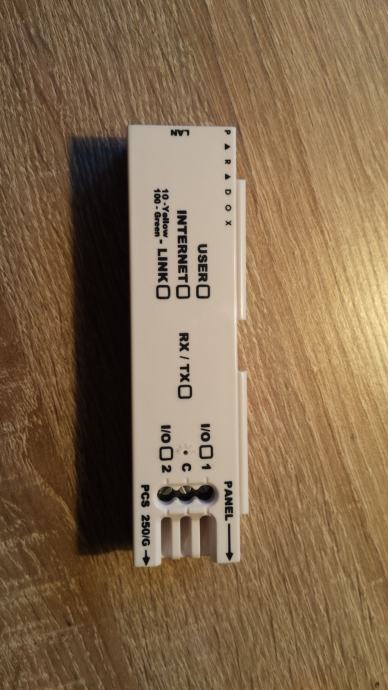 PARADOX
LAN
USER
INTERNET
10 -Yellow
100 - Green - LINK
RX / TX
I/O 1
C
I/O 2
PANEL
PCS 250/G